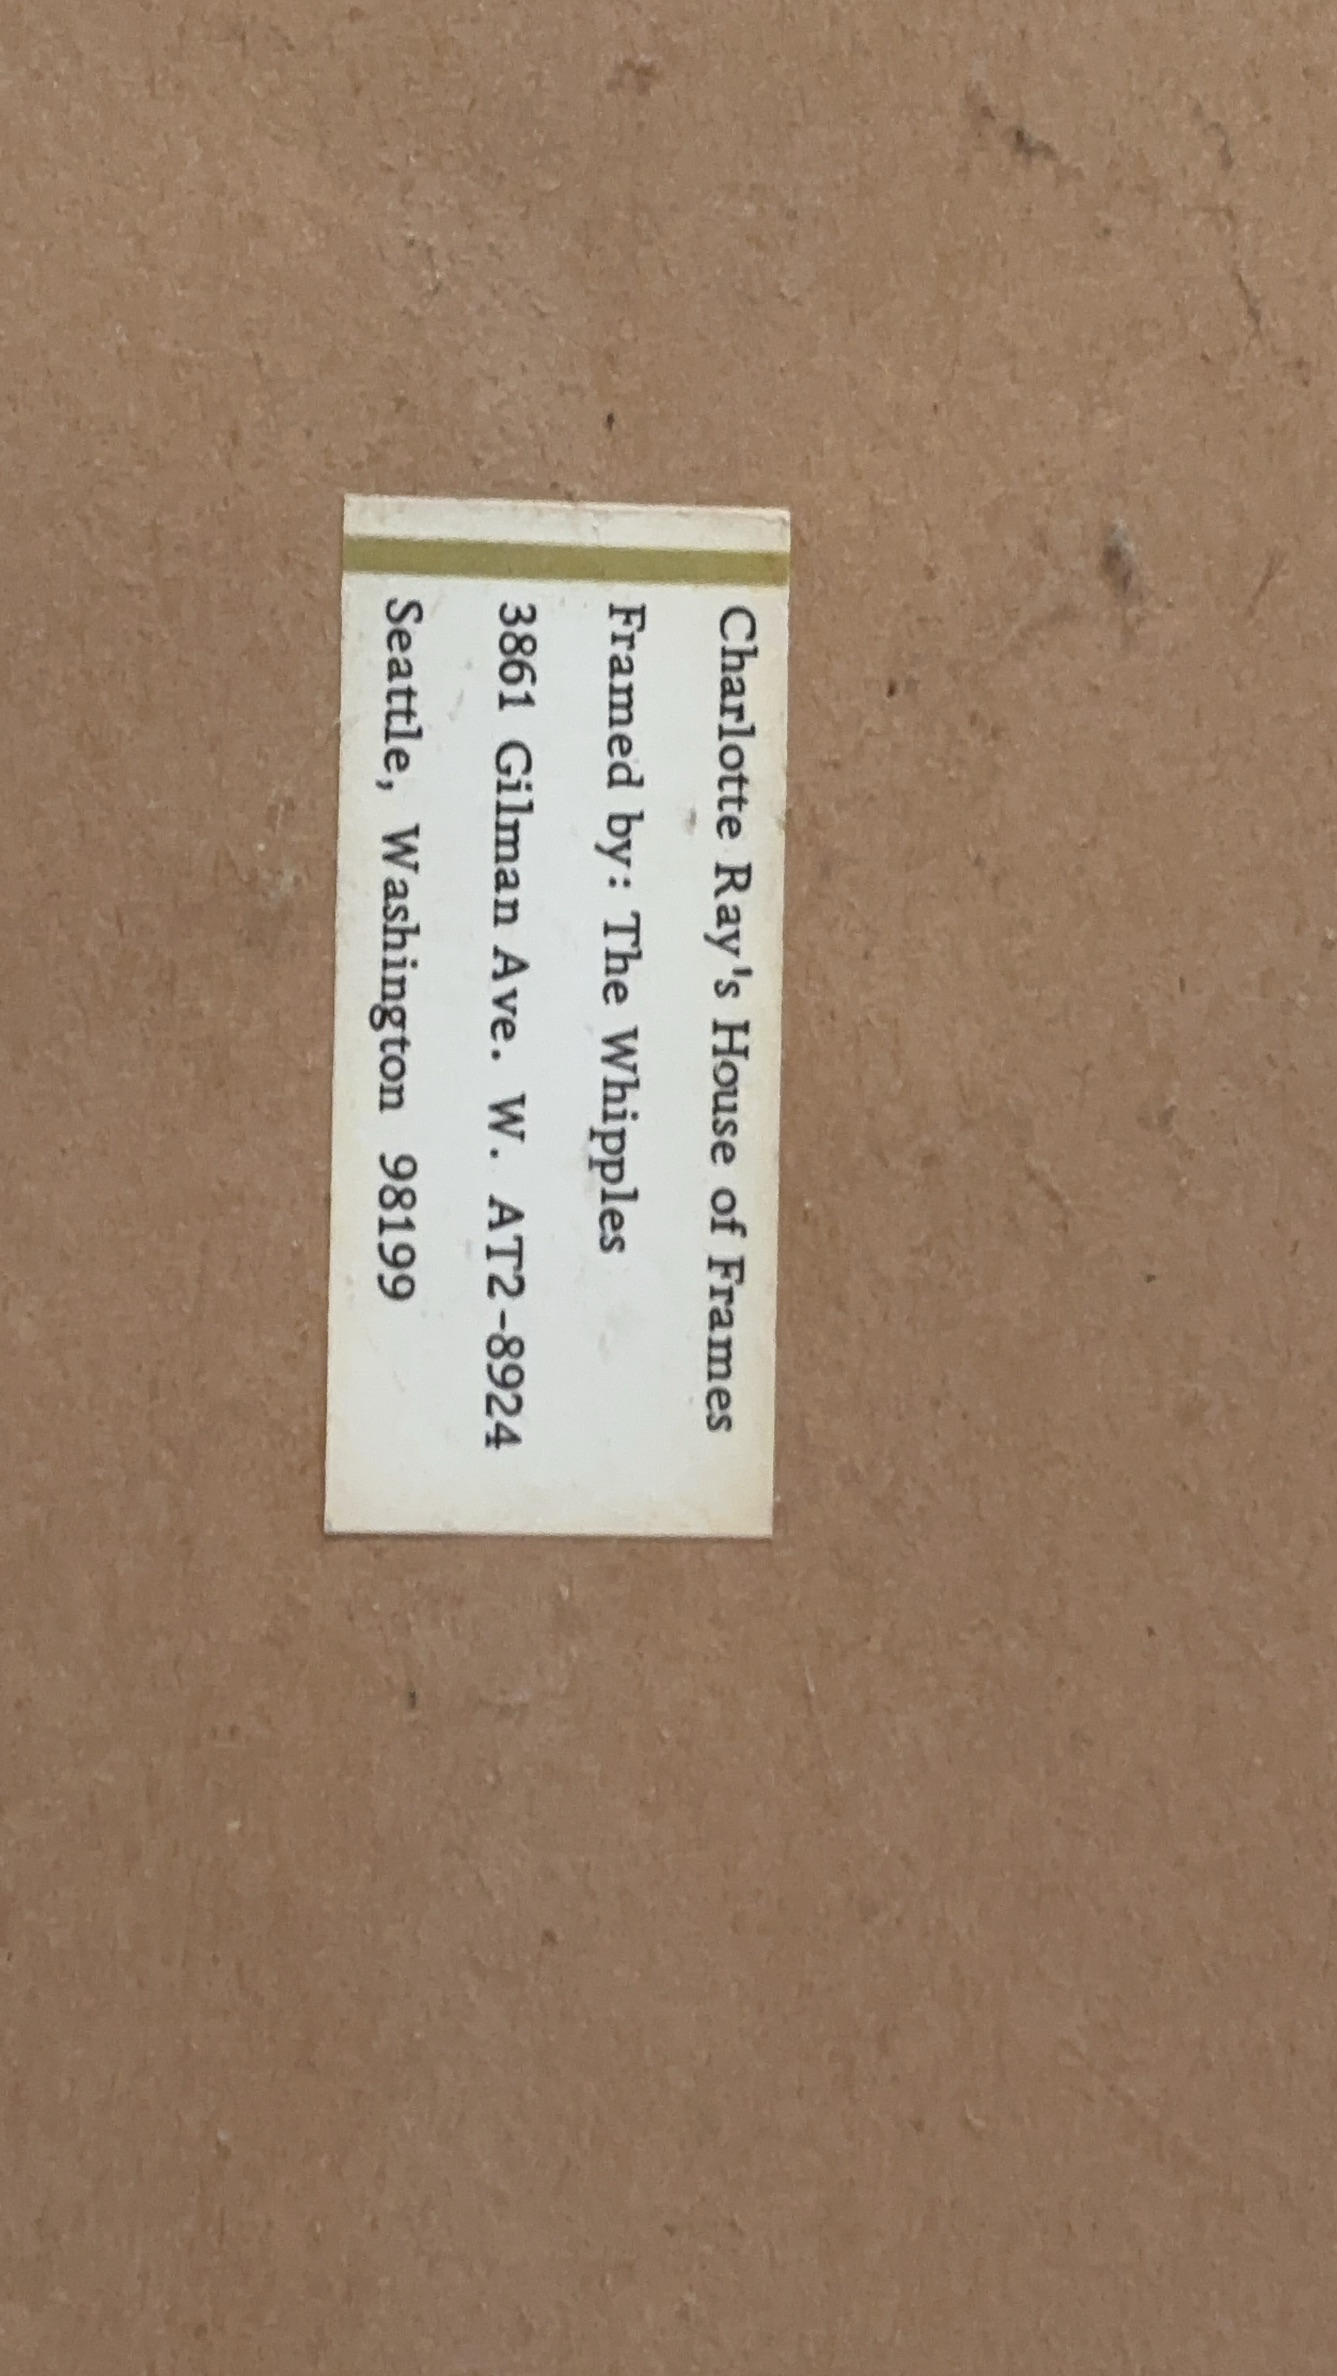 Charlotte Ray's House of Frames
Framed by: The Whipples
3861 Gilman Ave. W. AT2-8924
Seattle, Washington 98199